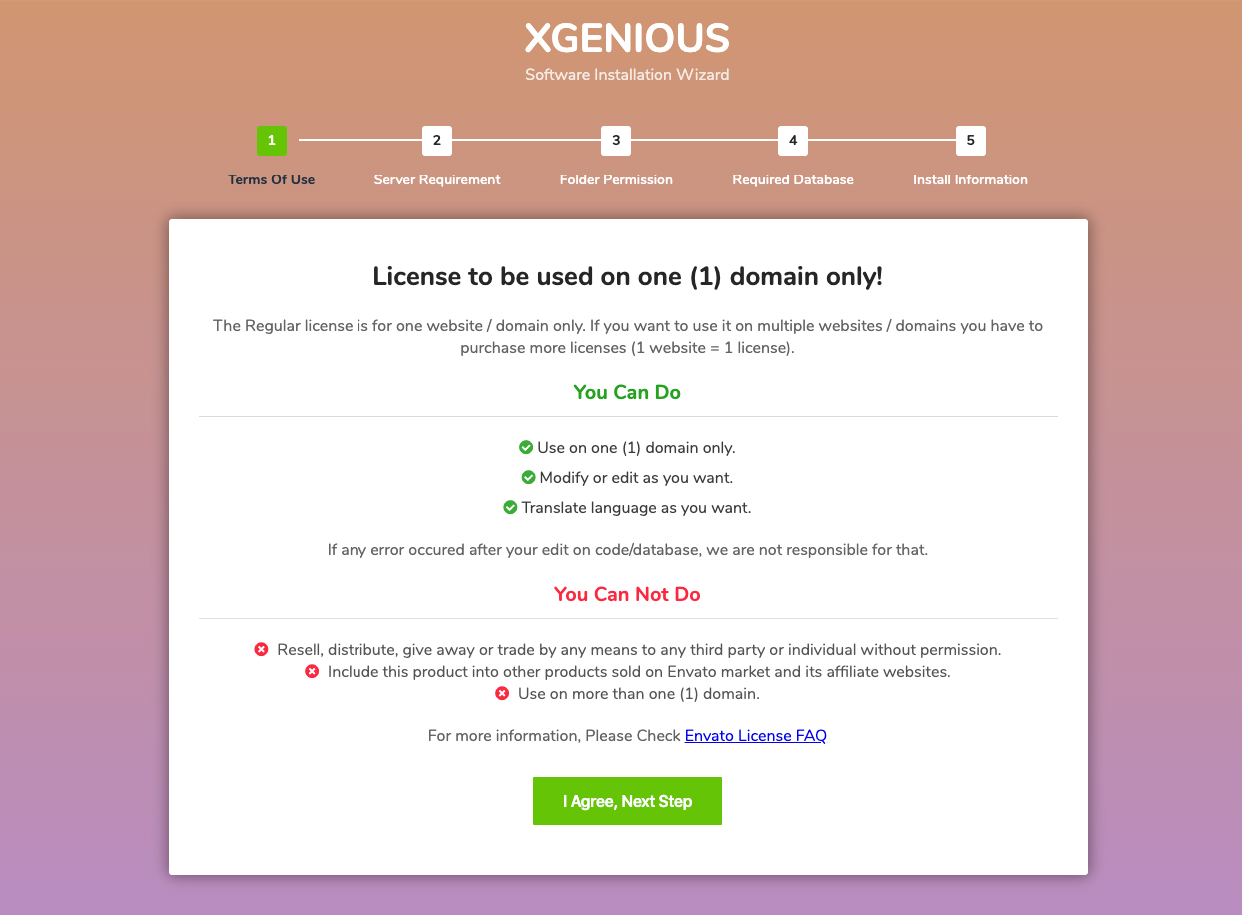 XGENIOUS
Software Installation Wizard
1 2 3 4 5
Terms Of Use Server Requirement Folder Permission Required Database Install Information
License to be used on one (1) domain only!
The Regular license is for one website / domain only. If you want to use it on multiple websites / domains you have to
purchase more licenses (1 website = 1 license).
You Can Do
Use on one (1) domain only.
Modify or edit as you want.
Translate language as you want.
If any error occured after your edit on code/database, we are not responsible for that.
You Can Not Do
Resell, distribute, give away or trade by any means to any third party or individual without permission.
Include this product into other products sold on Envato market and its affiliate websites.
Use on more than one (1) domain.
For more information, Please Check Envato License FAQ
I Agree, Next Step